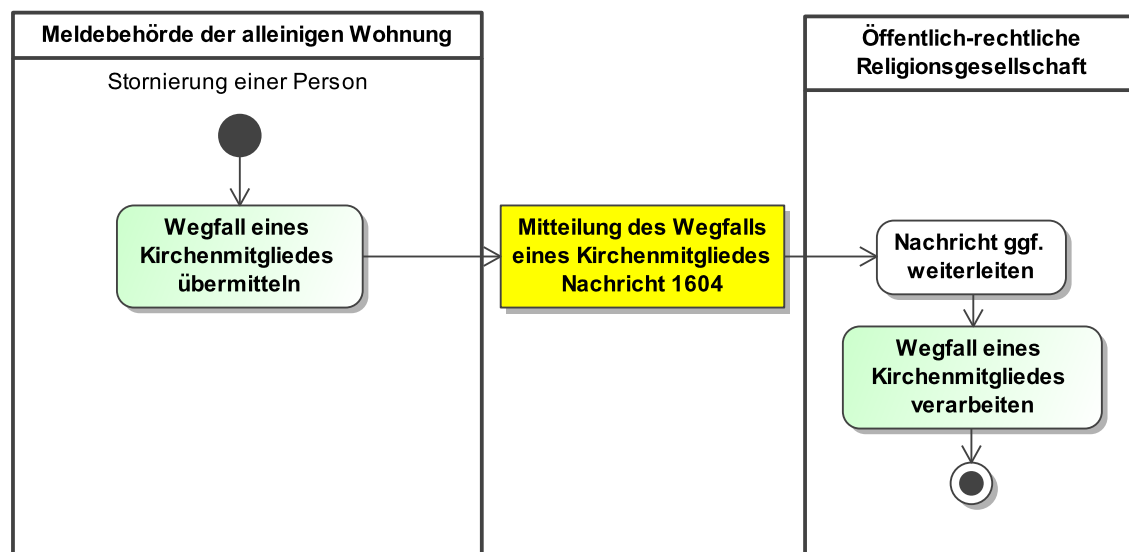 Meldebehörde der alleinigen Wohnung
Stornierung einer Person
Wegfall eines
Kirchenmitgliedes
übermitteln
Mitteilung des Wegfalls
eines Kirchenmitgliedes
Nachricht 1604
Öffentlich-rechtliche
Religionsgesellschaft
Nachricht ggf.
weiterleiten
Wegfall eines
Kirchenmitgliedes
verarbeiten